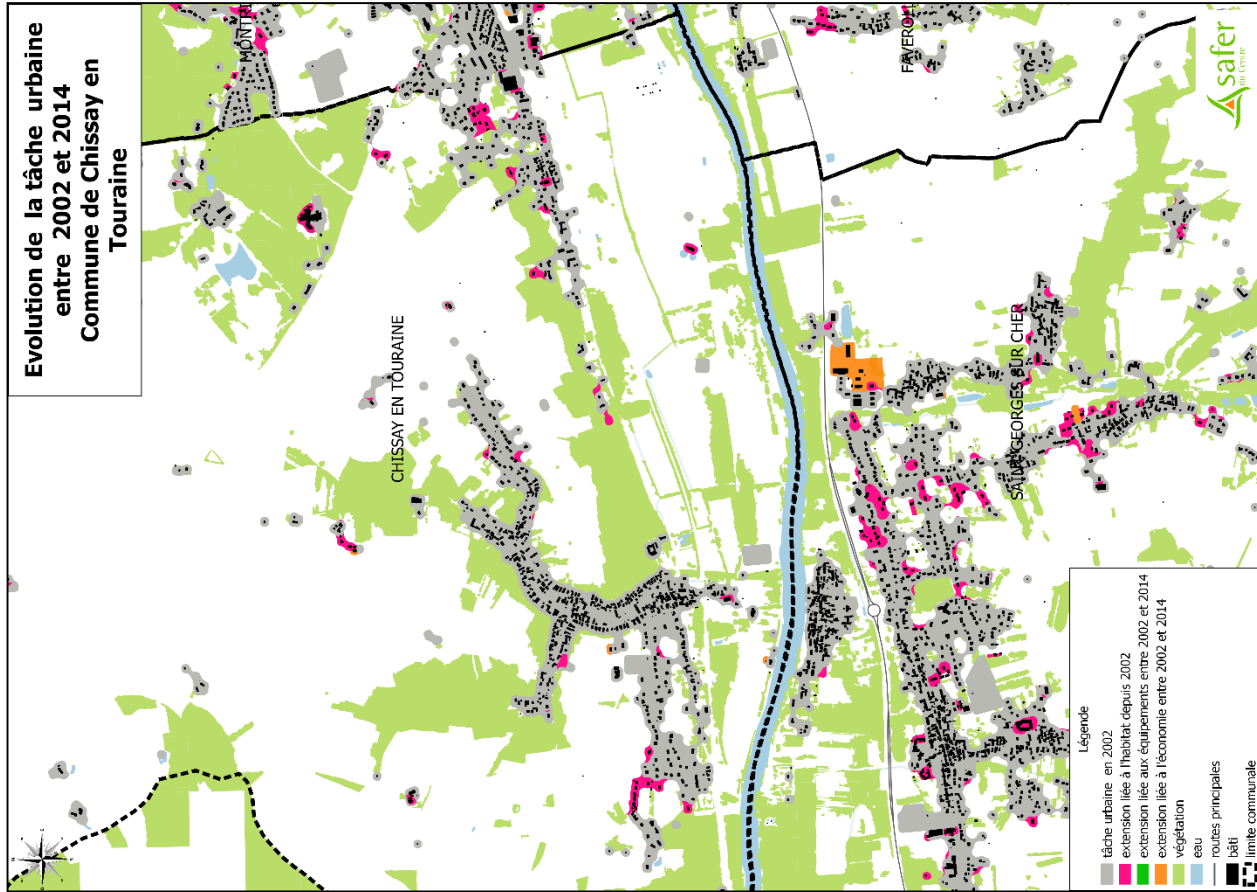 Evolution de la tâche urbaine
entre 2002 et 2014
Commune de Chissay en
Touraine
MONTRI
CHISSAY EN TOURAINE
FAVEROL
SAINT GEORGES SUR CHER
Légende
tâche urbaine en 2002
extension liée à l'habitat depuis 2002
extension liée aux équipements entre 2002 et 2014
extension liée à l'économie entre 2002 et 2014
végétation
eau
routes principales
bâti
limite communale
safer
du Centre